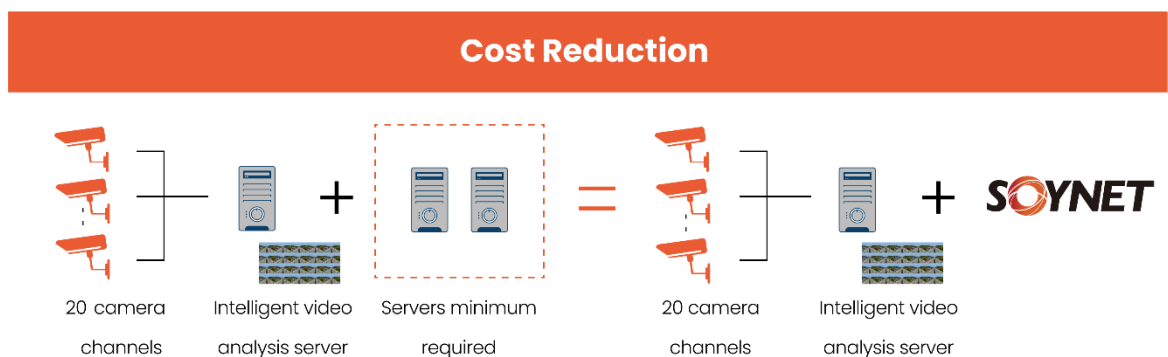 Cost Reduction
SOYNET
20 camera
channels
Intelligent video
analysis server
Servers minimum
required
20 camera
channels
Intelligent video
analysis server